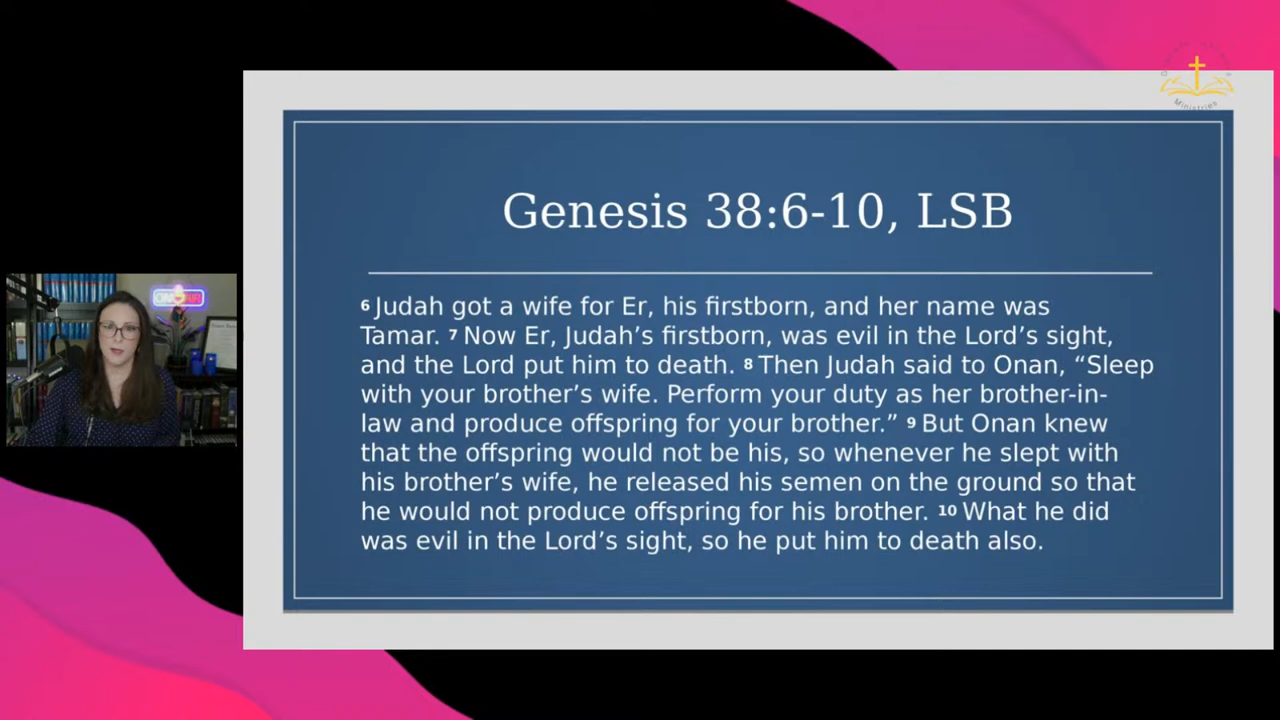 Genesis 38:6-10, LSB
6 Judah got a wife for Er, his firstborn, and her name was
Tamar. 7 Now Er, Judah’s firstborn, was evil in the Lord’s sight,
and the Lord put him to death. 8 Then Judah said to Onan, “Sleep
with your brother’s wife. Perform your duty as her brother-in-
law and produce offspring for your brother.” 9 But Onan knew
that the offspring would not be his, so whenever he slept with
his brother’s wife, he released his semen on the ground so that
he would not produce offspring for his brother. 10 What he did
was evil in the Lord’s sight, so he put him to death also.
Ministries